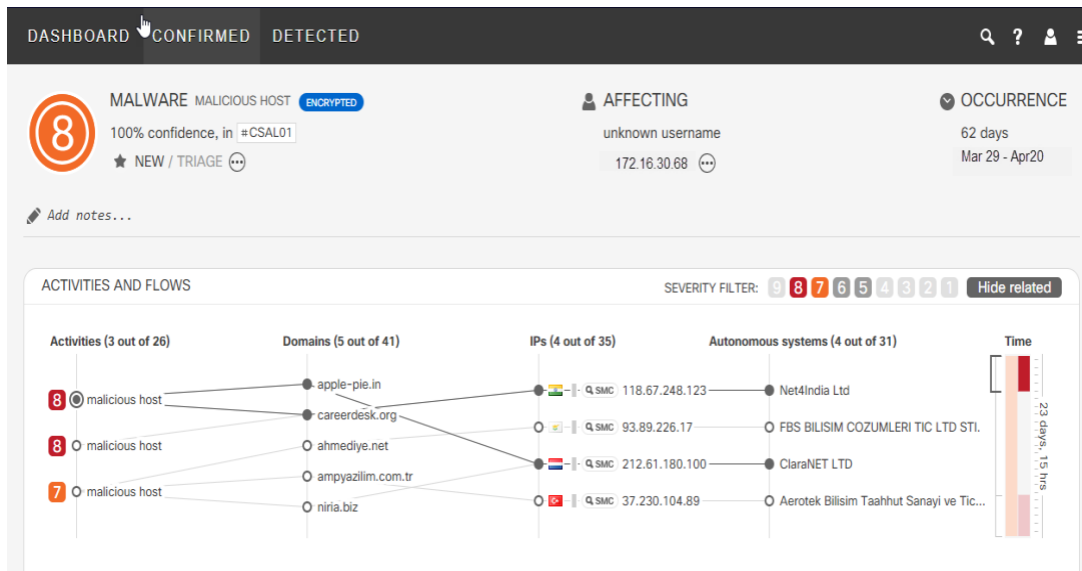 DASHBOARD CONFIRMED DETECTED ?
8
MALWARE MALICIOUS HOST ENCRYPTED
100% confidence, in #CSAL01
NEW / TRIAGE
AFFECTING
unknown username
172.16.30.68
OCCURRENCE
62 days
Mar 29 - Apr20
Add notes...
ACTIVITIES AND FLOWS
SEVERITY FILTER: 9 8 7 6 5 4 3 2 1 Hide related
Activities (3 out of 26)
8 malicious host
8 malicious host
7 malicious host
Domains (5 out of 41)
apple-pie.in
careerdesk.org
ahmediye.net
ampyazilim.com.tr
niria.biz
IPs (4 out of 35)
SMC 118.67.248.123
SMC 93.89.226.17
SMC 212.61.180.100
SMC 37.230.104.89
Autonomous systems (4 out of 31)
Net4India Ltd
FBS BILISIM COZUMLERI TIC LTD STI.
ClaraNET LTD
Aerotek Bilisim Taahhut Sanayi ve Tic...
Time
23 days, 15 hrs